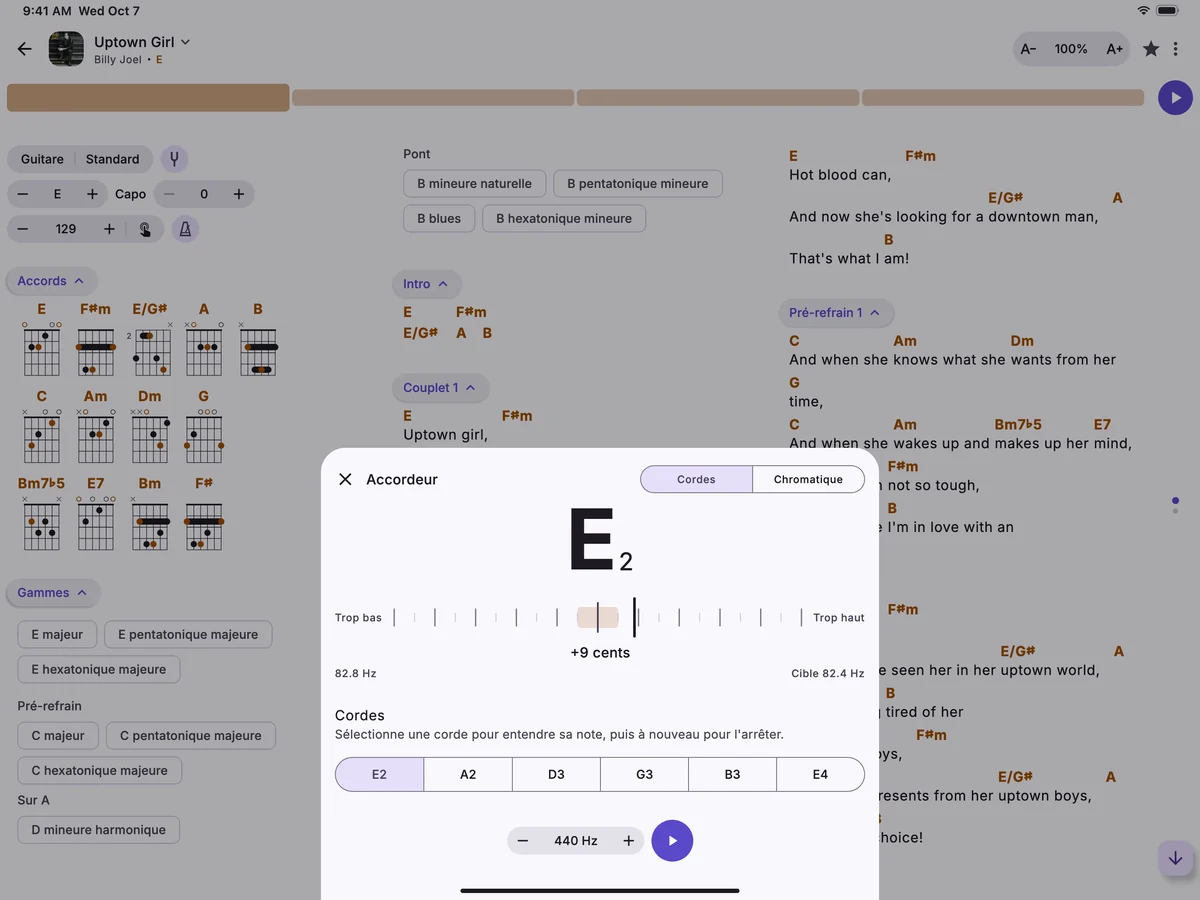 9:41 AM Wed Oct 7
Uptown Girl
Billy Joel • E
A− 100% A+
Guitare Standard
− E + Capo − 0 +
− 129 +
Accords
E F#m E/G# A B
2
C Am Dm G
Bm7♭5 E7 Bm F#
Gammes
E majeur E pentatonique majeure
E hexatonique majeure
Pré-refrain
C majeur C pentatonique majeure
C hexatonique majeure
Sur A
D mineure harmonique
Pont
B mineure naturelle B pentatonique mineure
B blues B hexatonique mineure
Intro
E F#m
E/G# A B
Couplet 1
E F#m
Uptown girl,
E F#m
Hot blood can,
E/G# A
And now she's looking for a downtown man,
B
That's what I am!
Pré-refrain 1
C Am Dm
And when she knows what she wants from her
G
time,
C Am Bm7♭5 E7
And when she wakes up and makes up her mind,
F#m
not so tough,
B
I'm in love with an
F#m
E/G# A
seen her in her uptown world,
B
tired of her
F#m
E/G# A
resents from her uptown boys,
Accordeur
Cordes Chromatique
E2
Trop bas Trop haut
+9 cents
82.8 Hz Cible 82.4 Hz
Cordes
Sélectionne une corde pour entendre sa note, puis à nouveau pour l'arrêter.
E2 A2 D3 G3 B3 E4
− 440 Hz +